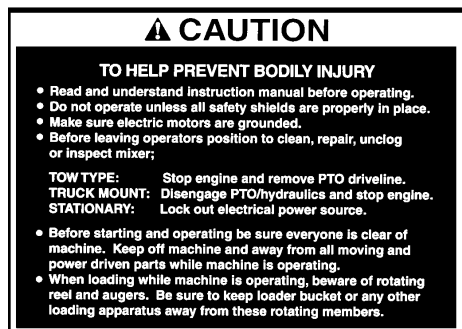 ⚠ CAUTION
TO HELP PREVENT BODILY INJURY
• Read and understand instruction manual before operating.
• Do not operate unless all safety shields are properly in place.
• Make sure electric motors are grounded.
• Before leaving operators position to clean, repair, unclog
or inspect mixer;
TOW TYPE: Stop engine and remove PTO driveline.
TRUCK MOUNT: Disengage PTO/hydraulics and stop engine.
STATIONARY: Lock out electrical power source.
• Before starting and operating be sure everyone is clear of
machine. Keep off machine and away from all moving and
power driven parts while machine is operating.
• When loading while machine is operating, beware of rotating
reel and augers. Be sure to keep loader bucket or any other
loading apparatus away from these rotating members.